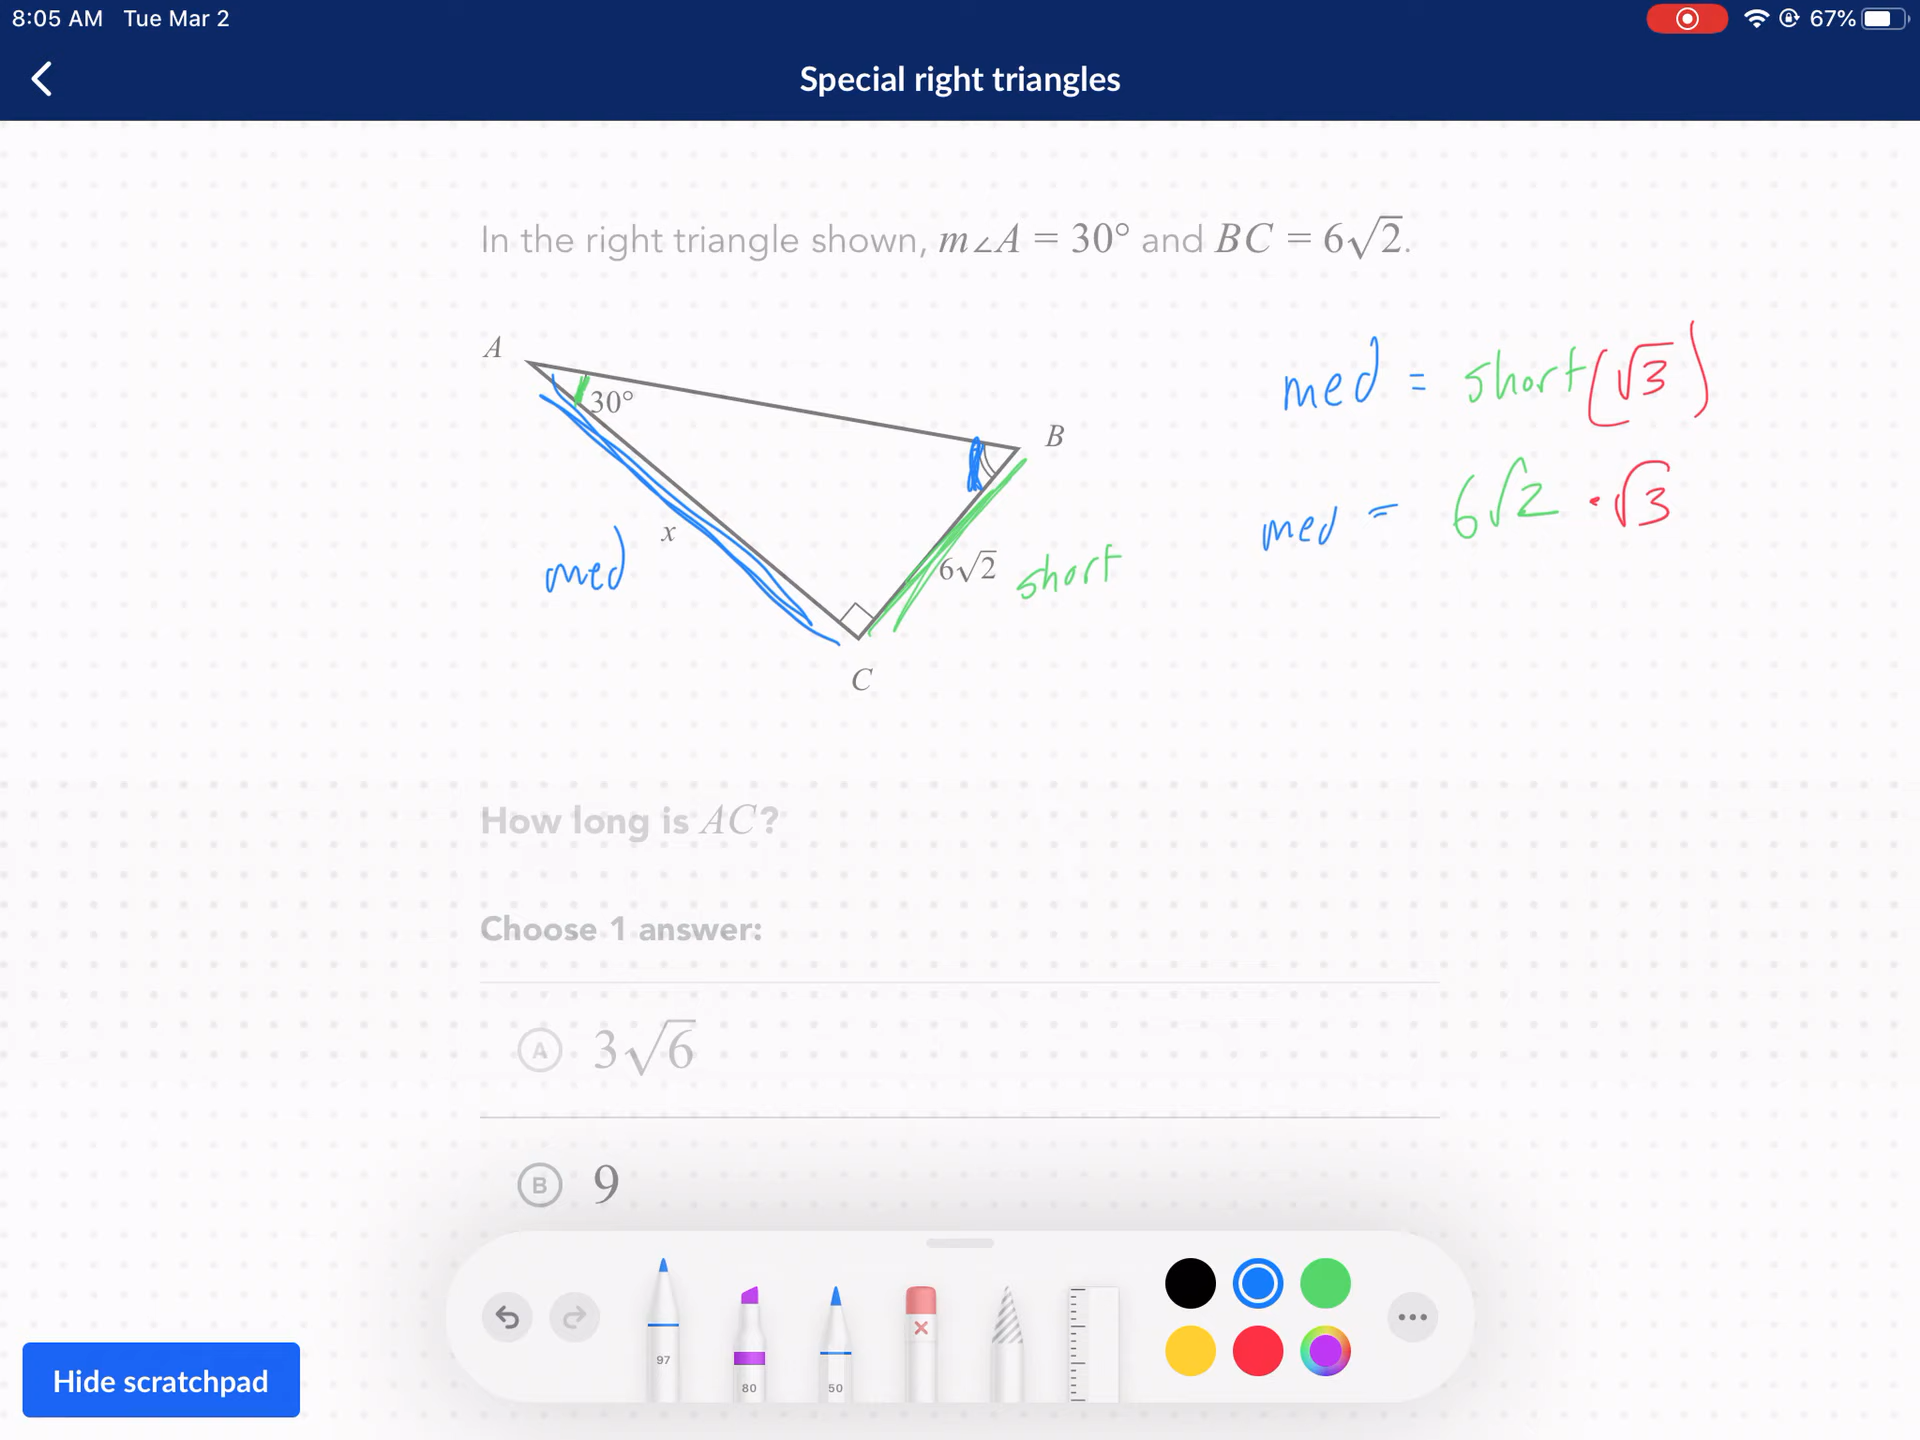 8:05 AM Tue Mar 2
67%
Special right triangles
In the right triangle shown, m∠A = 30° and BC = 6√2.
A
30°
B
x
med
6√2 short
C
med = short(√3)
med = 6√2 · √3
How long is AC?
Choose 1 answer:
A 3√6
B 9
97
80
50
Hide scratchpad